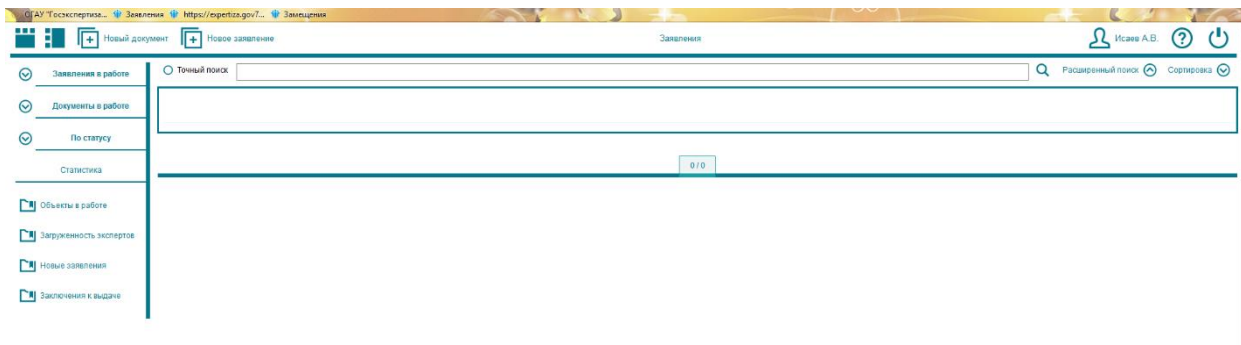 ОГАУ "Госэкспертиза... Заявления https://expertiza.gov7... Замещения
Новый документ Новое заявление Заявления Исаев А.В.
Заявления в работе
Точный поиск Расширенный поиск Сортировка
Документы в работе
По статусу
0 / 0
Статистика
Объекты в работе
Загруженность экспертов
Новые заявления
Заключения к выдаче